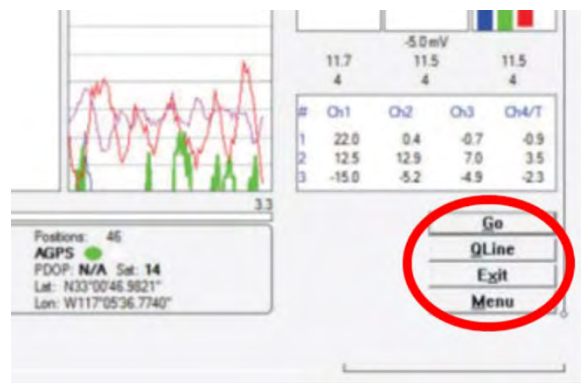 -5.0mV
11.7 11.5 11.5
4 4 4
# Ch1 Ch2 Ch3 Ch4/T
1 22.0 0.4 -0.7 -0.9
2 12.5 12.9 7.0 3.5
3 -15.0 -5.2 -4.9 -2.3
3.3
Positions: 46
AGPS
PDOP: N/A Sat: 14
Lat: N33°00'46.9821"
Lon: W117°05'36.7740"
Go
QLine
Exit
Menu